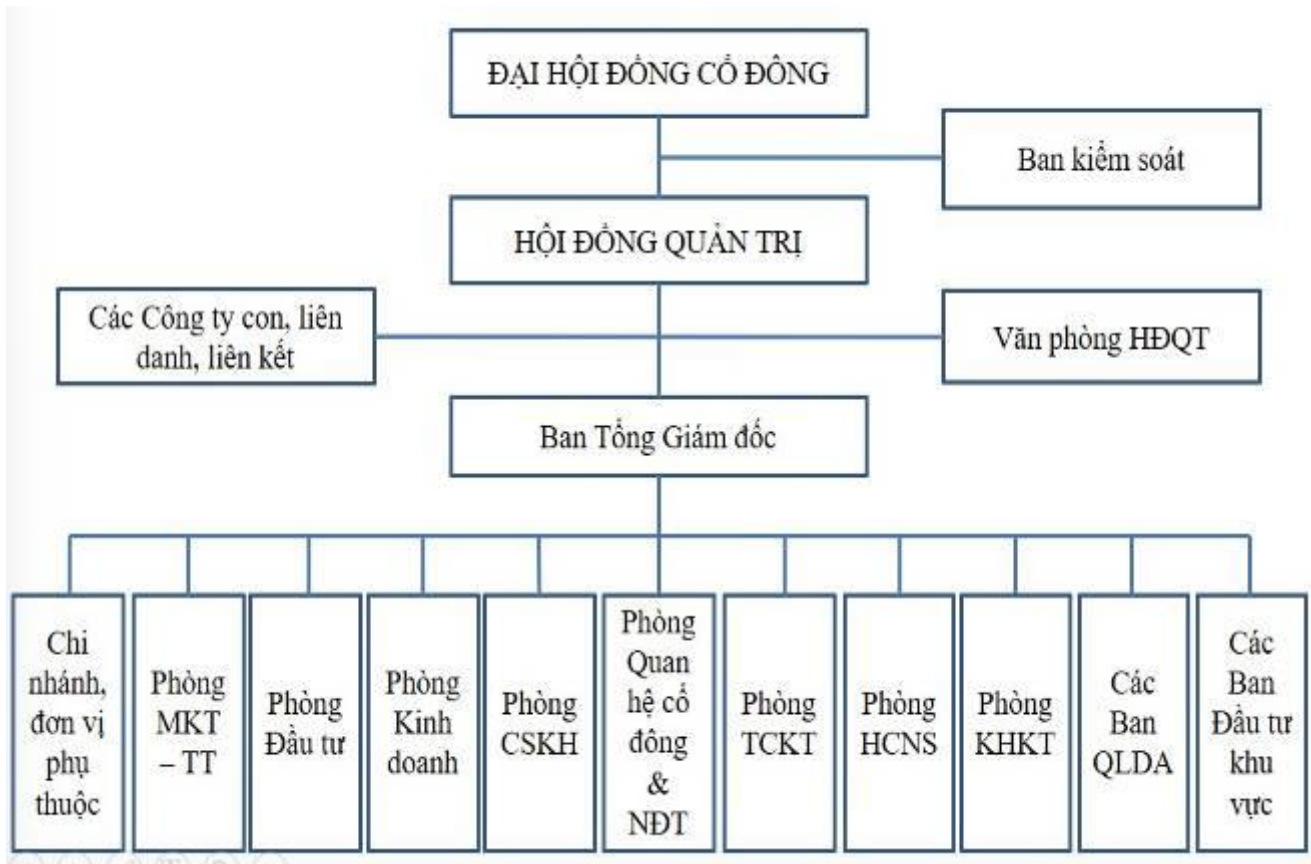 ĐẠI HỘI ĐỒNG CỔ ĐÔNG
Ban kiểm soát
HỘI ĐỒNG QUẢN TRỊ
Các Công ty con, liên
danh, liên kết
Văn phòng HĐQT
Ban Tổng Giám đốc
Chi
nhánh,
đơn vị
phụ
thuộc
Phòng
MKT
– TT
Phòng
Đầu tư
Phòng
Kinh
doanh
Phòng
CSKH
Phòng
Quan
hệ cổ
đông
&
NĐT
Phòng
TCKT
Phòng
HCNS
Phòng
KHKT
Các
Ban
QLDA
Các
Ban
Đầu tư
khu
vực